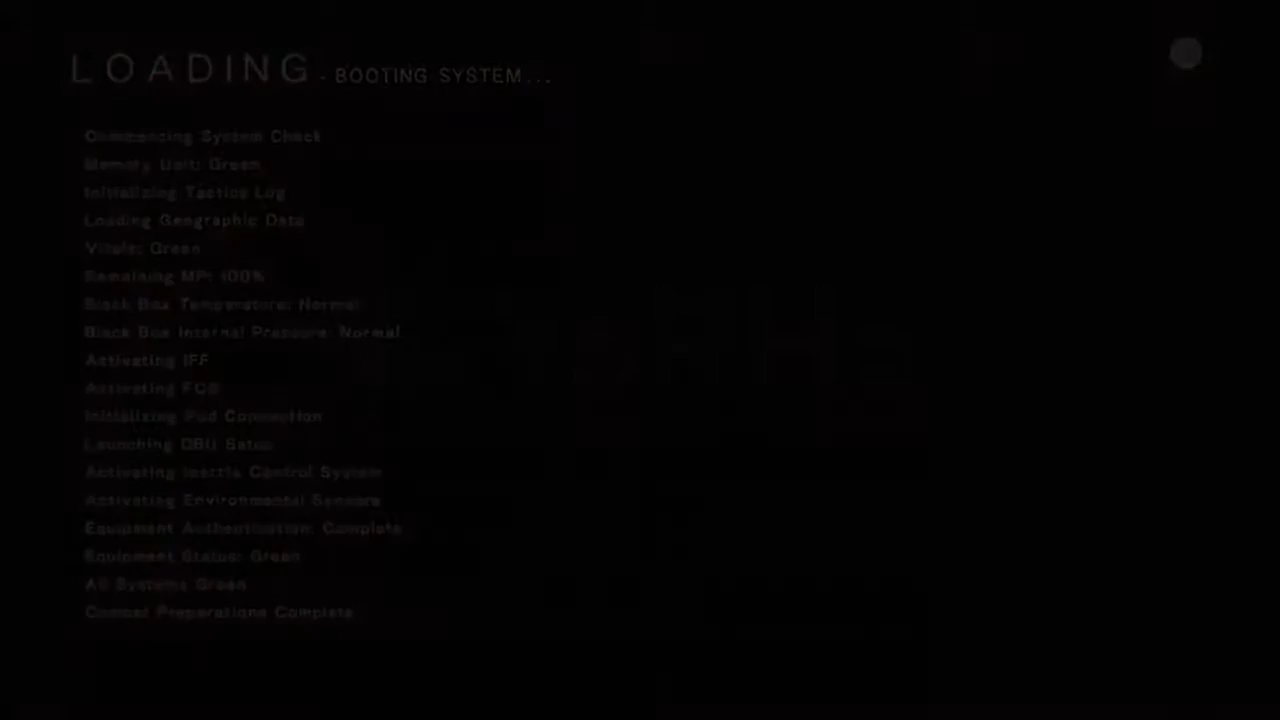 LOADING - BOOTING SYSTEM...
Commencing System Check
Memory Unit: Green
Initializing Tactics Log
Loading Geographic Data
Vitals: Green
Remaining MP: 100%
Black Box Temperature: Normal
Black Box Internal Pressure: Normal
Activating IFF
Activating FCS
Initializing Pod Connection
Launching DBU Setup
Activating Inertia Control System
Activating Environmental Sensors
Equipment Authentication: Complete
Equipment Status: Green
All Systems Green
Combat Preparations Complete